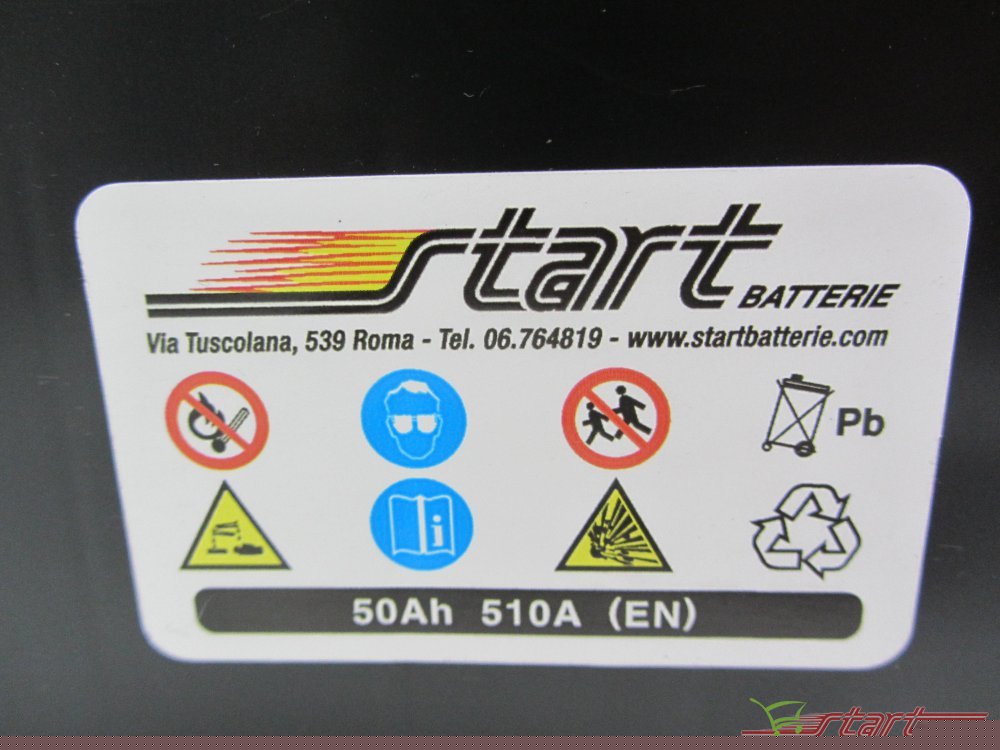 start BATTERIE
Via Tuscolana, 539 Roma - Tel. 06.764819 - www.startbatterie.com
Pb
i
50Ah 510A (EN)
start